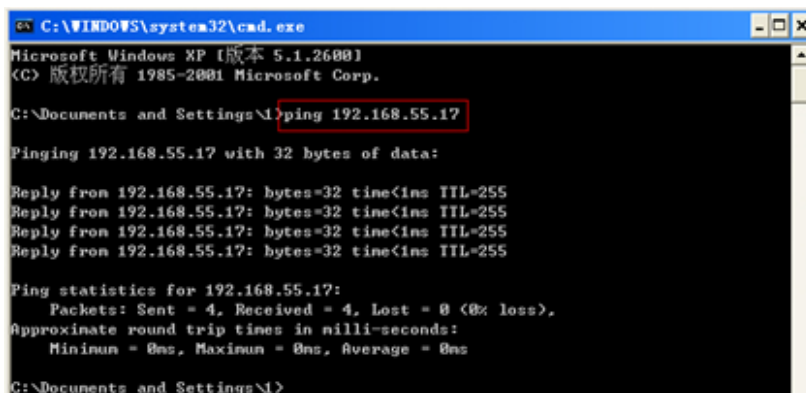 C:\WINDOWS\system32\cmd.exe
Microsoft Windows XP [版本 5.1.2600]
(C) 版权所有 1985-2001 Microsoft Corp.
C:\Documents and Settings\1>ping 192.168.55.17
Pinging 192.168.55.17 with 32 bytes of data:
Reply from 192.168.55.17: bytes=32 time<1ms TTL=255
Reply from 192.168.55.17: bytes=32 time<1ms TTL=255
Reply from 192.168.55.17: bytes=32 time<1ms TTL=255
Reply from 192.168.55.17: bytes=32 time<1ms TTL=255
Ping statistics for 192.168.55.17:
Packets: Sent = 4, Received = 4, Lost = 0 (0% loss),
Approximate round trip times in milli-seconds:
Minimum = 0ms, Maximum = 0ms, Average = 0ms
C:\Documents and Settings\1>